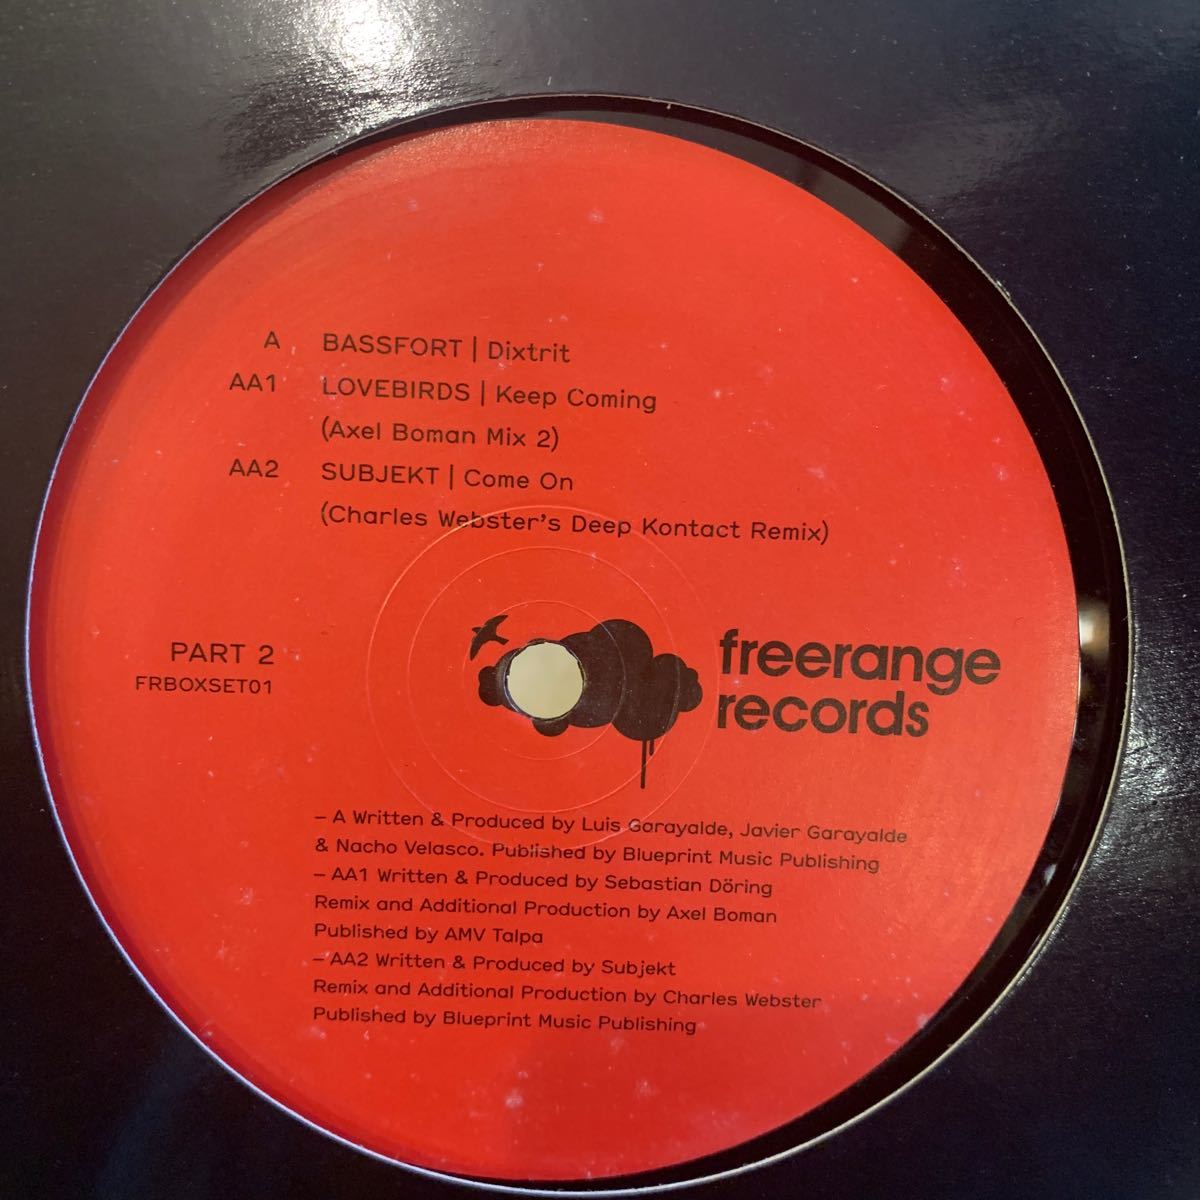 A BASSFORT | Dixtrit
AA1 LOVEBIRDS | Keep Coming
(Axel Boman Mix 2)
AA2 SUBJEKT | Come On
(Charles Webster's Deep Kontact Remix)
PART 2
FRBOXSET01
freerange
records
– A Written & Produced by Luis Garayalde, Javier Garayalde
& Nacho Velasco. Published by Blueprint Music Publishing
– AA1 Written & Produced by Sebastian Döring
Remix and Additional Production by Axel Boman
Published by AMV Talpa
– AA2 Written & Produced by Subjekt
Remix and Additional Production by Charles Webster
Published by Blueprint Music Publishing